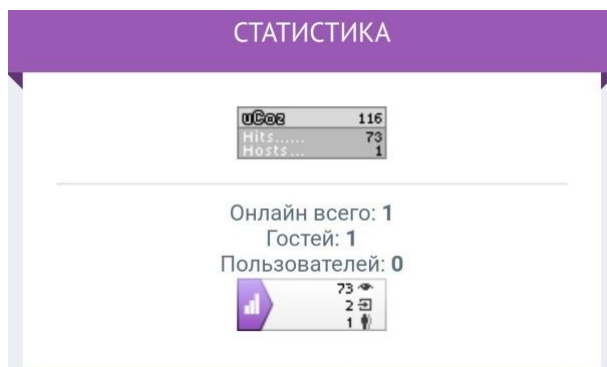 СТАТИСТИКА
uCoz 116
Hits...... 73
Hosts... 1
Онлайн всего: 1
Гостей: 1
Пользователей: 0
73
2
1